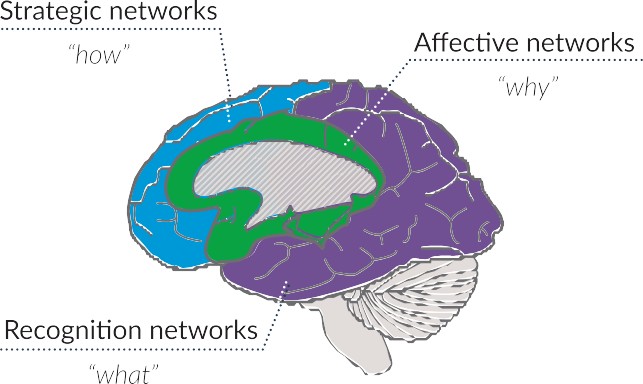 Strategic networks
“how”
Affective networks
“why”
Recognition networks
“what”